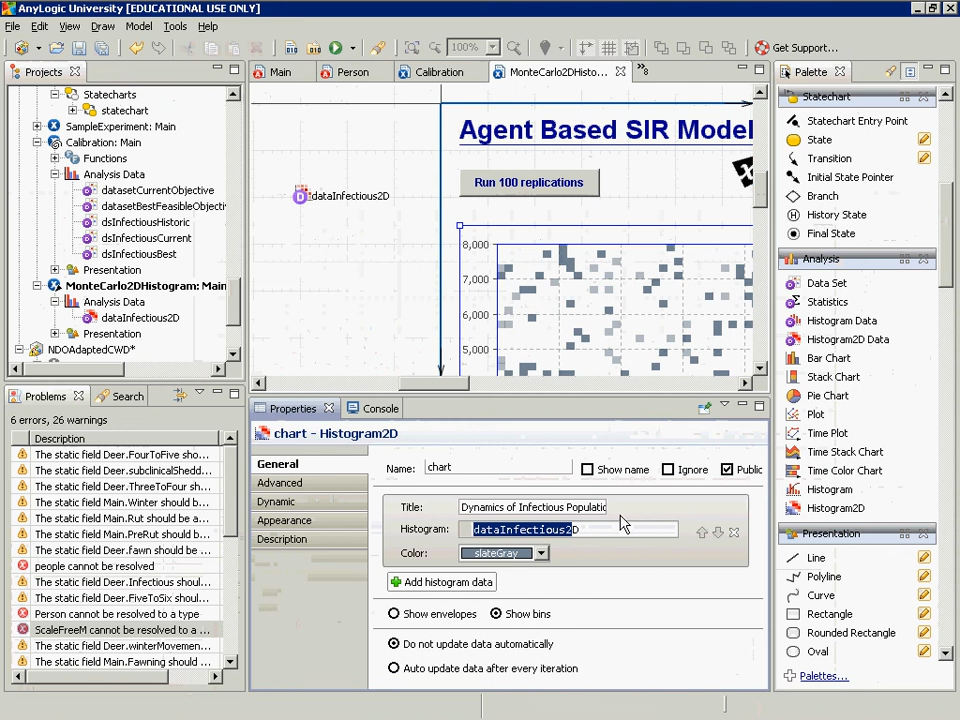 AnyLogic University [EDUCATIONAL USE ONLY]
File Edit View Draw Model Tools Help
100% Get Support...
Projects
Statecharts
statechart
SampleExperiment: Main
Calibration: Main
Functions
Analysis Data
datasetCurrentObjective
datasetBestFeasibleObjecti
dsInfectiousHistoric
dsInfectiousCurrent
dsInfectiousBest
Presentation
MonteCarlo2DHistogram: Main
Analysis Data
dataInfectious2D
Presentation
NDOAdaptedCWD*
Problems Search
6 errors, 26 warnings
Description
The static field Deer.FourToFive sho...
The static field Deer.subclinicalShedd...
The static field Deer.ThreeToFour sh...
The static field Main.Winter should b...
The static field Main.Rut should be a...
The static field Main.PreRut should b...
The static field Deer.fawn should be ...
people cannot be resolved
The static field Deer.Infectious shoul...
The static field Deer.FiveToSix shoul...
Person cannot be resolved to a type
ScaleFreeM cannot be resolved to a ...
The static field Deer.winterMovemen...
The static field Main.Fawning should ...
Main Person Calibration MonteCarlo2DHisto... »8
Agent Based SIR Model
Run 100 replications
dataInfectious2D
8,000
7,000
6,000
5,000
Properties Console
chart - Histogram2D
General
Advanced
Dynamic
Appearance
Description
Name: chart Show name Ignore Public
Title: Dynamics of Infectious Populatic
Histogram: dataInfectious2D
Color: slateGray
Add histogram data
Show envelopes Show bins
Do not update data automatically
Auto update data after every iteration
Palette
Statechart
Statechart Entry Point
State
Transition
Initial State Pointer
Branch
History State
Final State
Analysis
Data Set
Statistics
Histogram Data
Histogram2D Data
Bar Chart
Stack Chart
Pie Chart
Plot
Time Plot
Time Stack Chart
Time Color Chart
Histogram
Histogram2D
Presentation
Line
Polyline
Curve
Rectangle
Rounded Rectangle
Oval
Palettes...